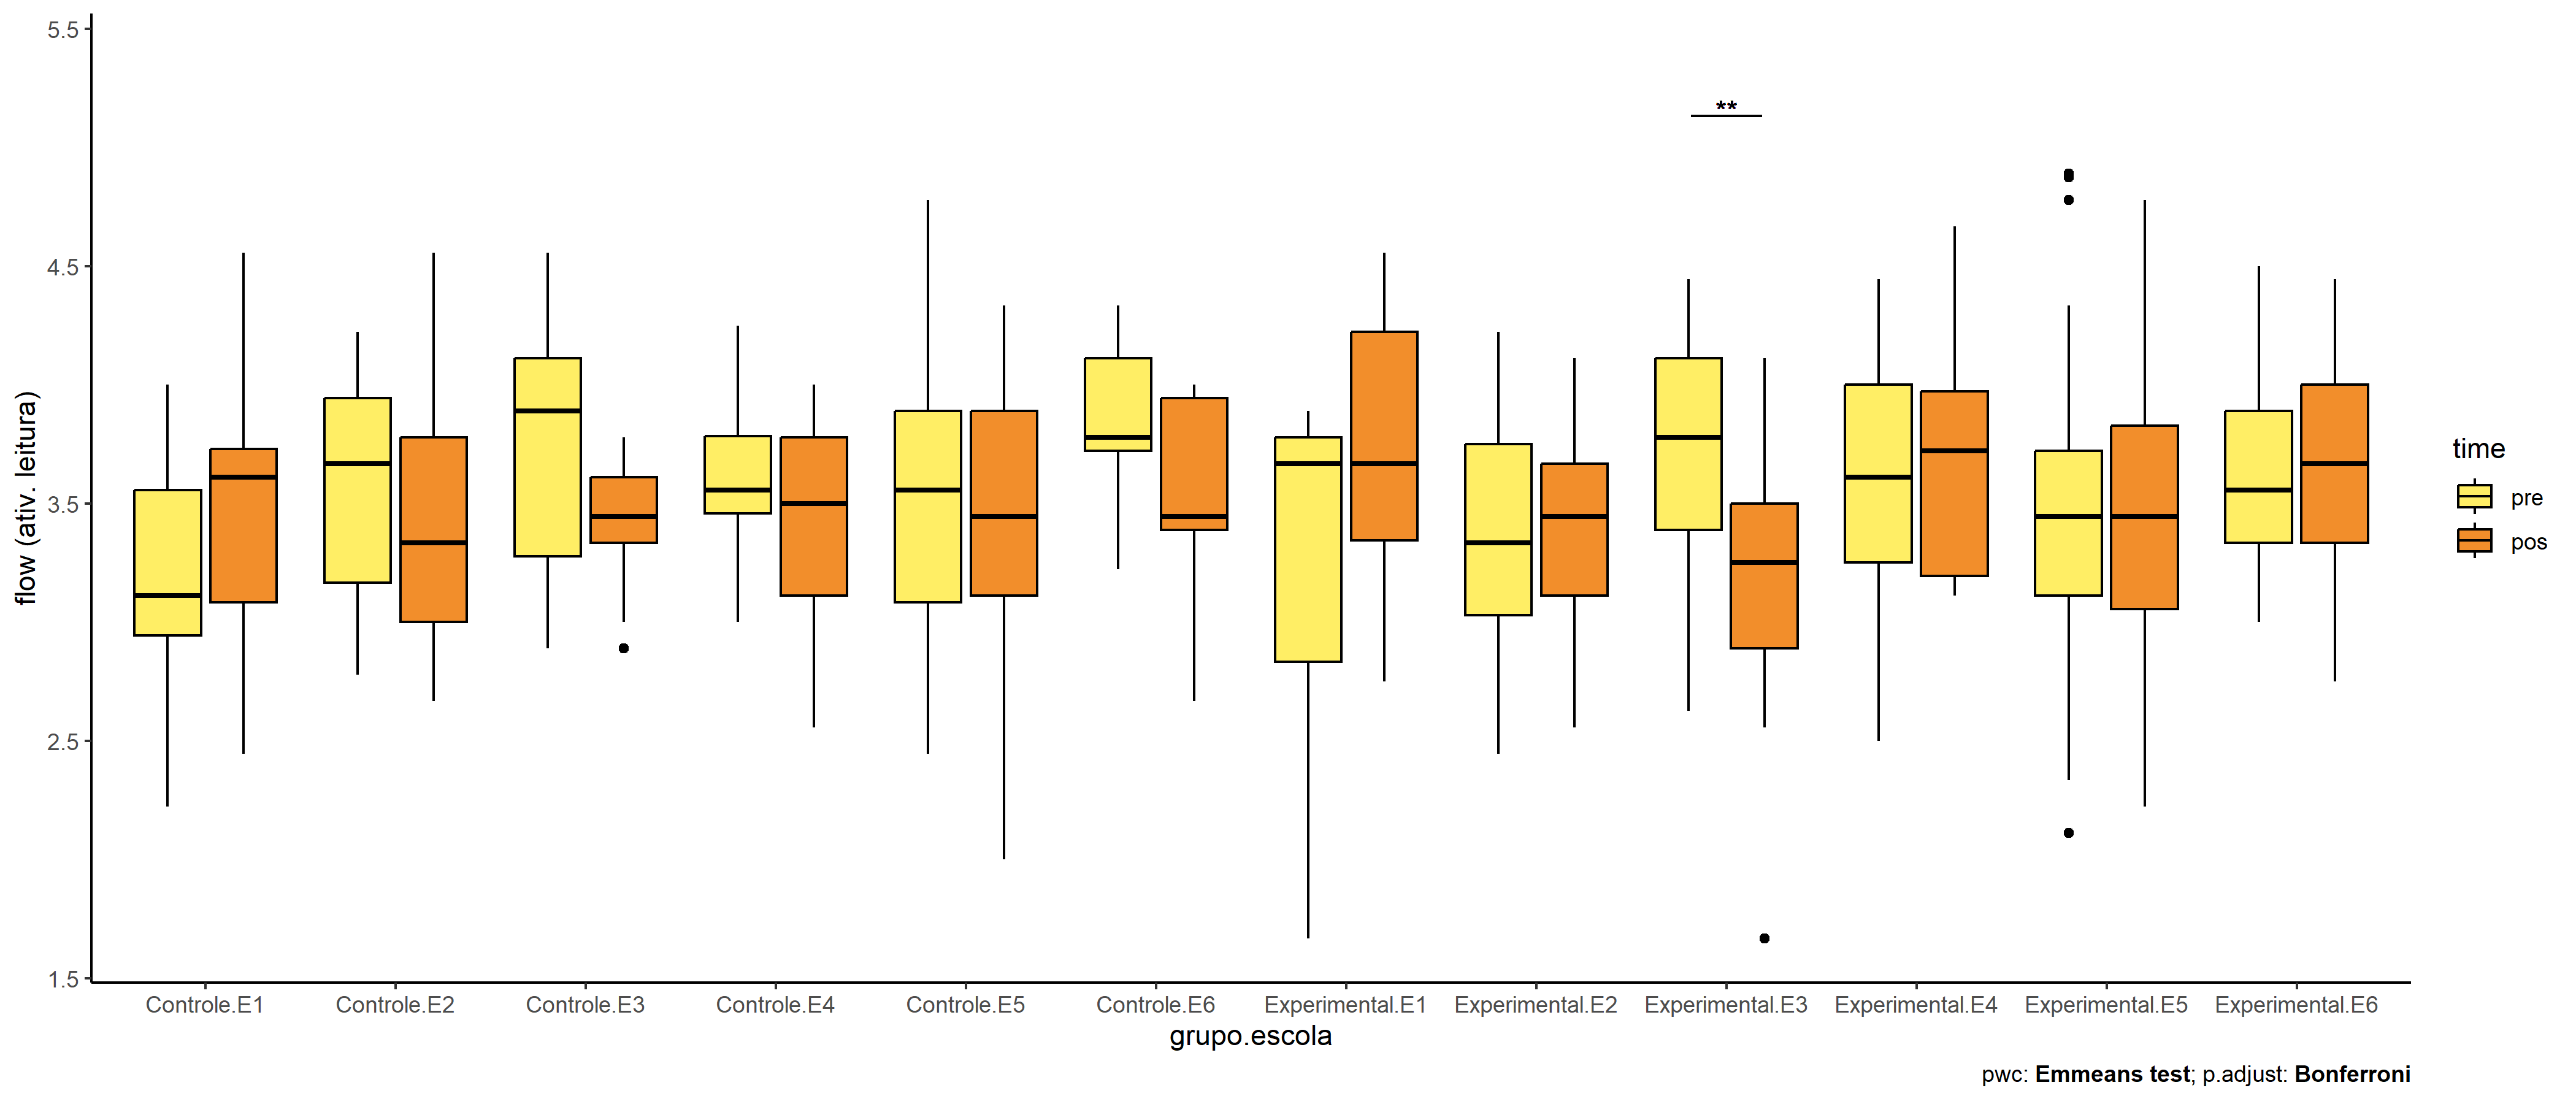 5.5
4.5
3.5
2.5
1.5
flow (ativ. leitura)
**
Controle.E1 Controle.E2 Controle.E3 Controle.E4 Controle.E5 Controle.E6 Experimental.E1 Experimental.E2 Experimental.E3 Experimental.E4 Experimental.E5 Experimental.E6
grupo.escola
time
pre
pos
pwc: Emmeans test; p.adjust: Bonferroni